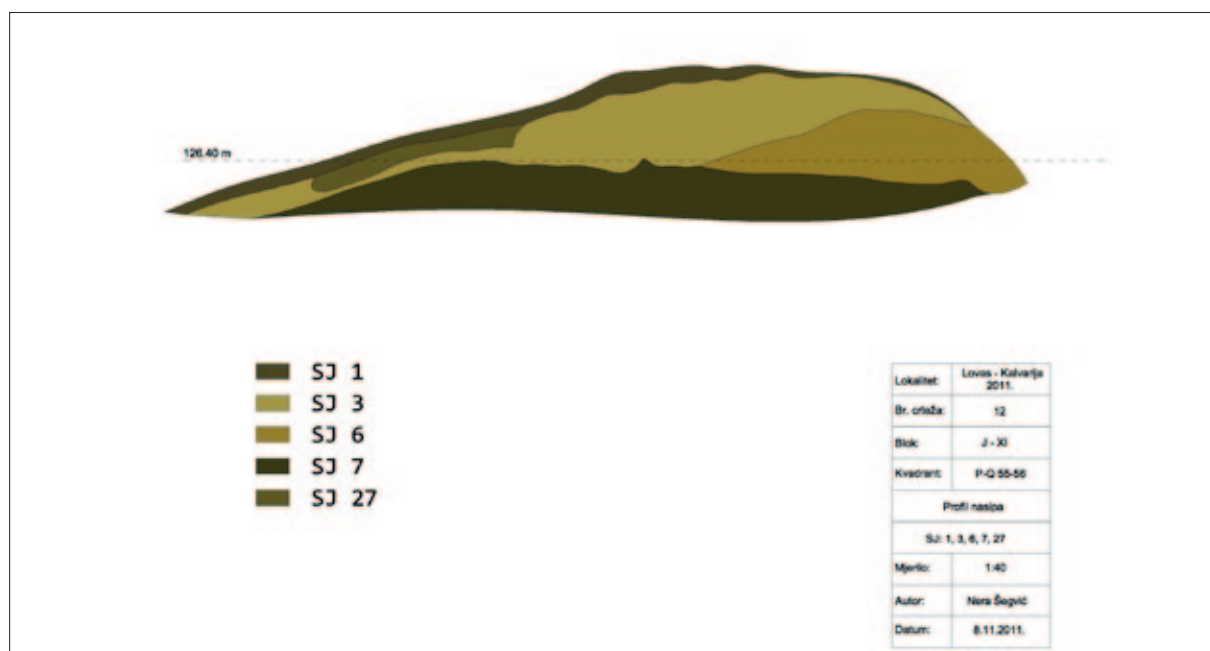 126.40 m
SJ 1
SJ 3
SJ 6
SJ 7
SJ 27
Lokalitet: Lovas - Kalvarija 2011.
Br. crteža: 12
Blok: J - XI
Kvadrant: P-Q 55-56
Profil nasipa
SJ: 1, 3, 6, 7, 27
Mjerilo: 1:40
Autor: Nera Šegvić
Datum: 8.11.2011.